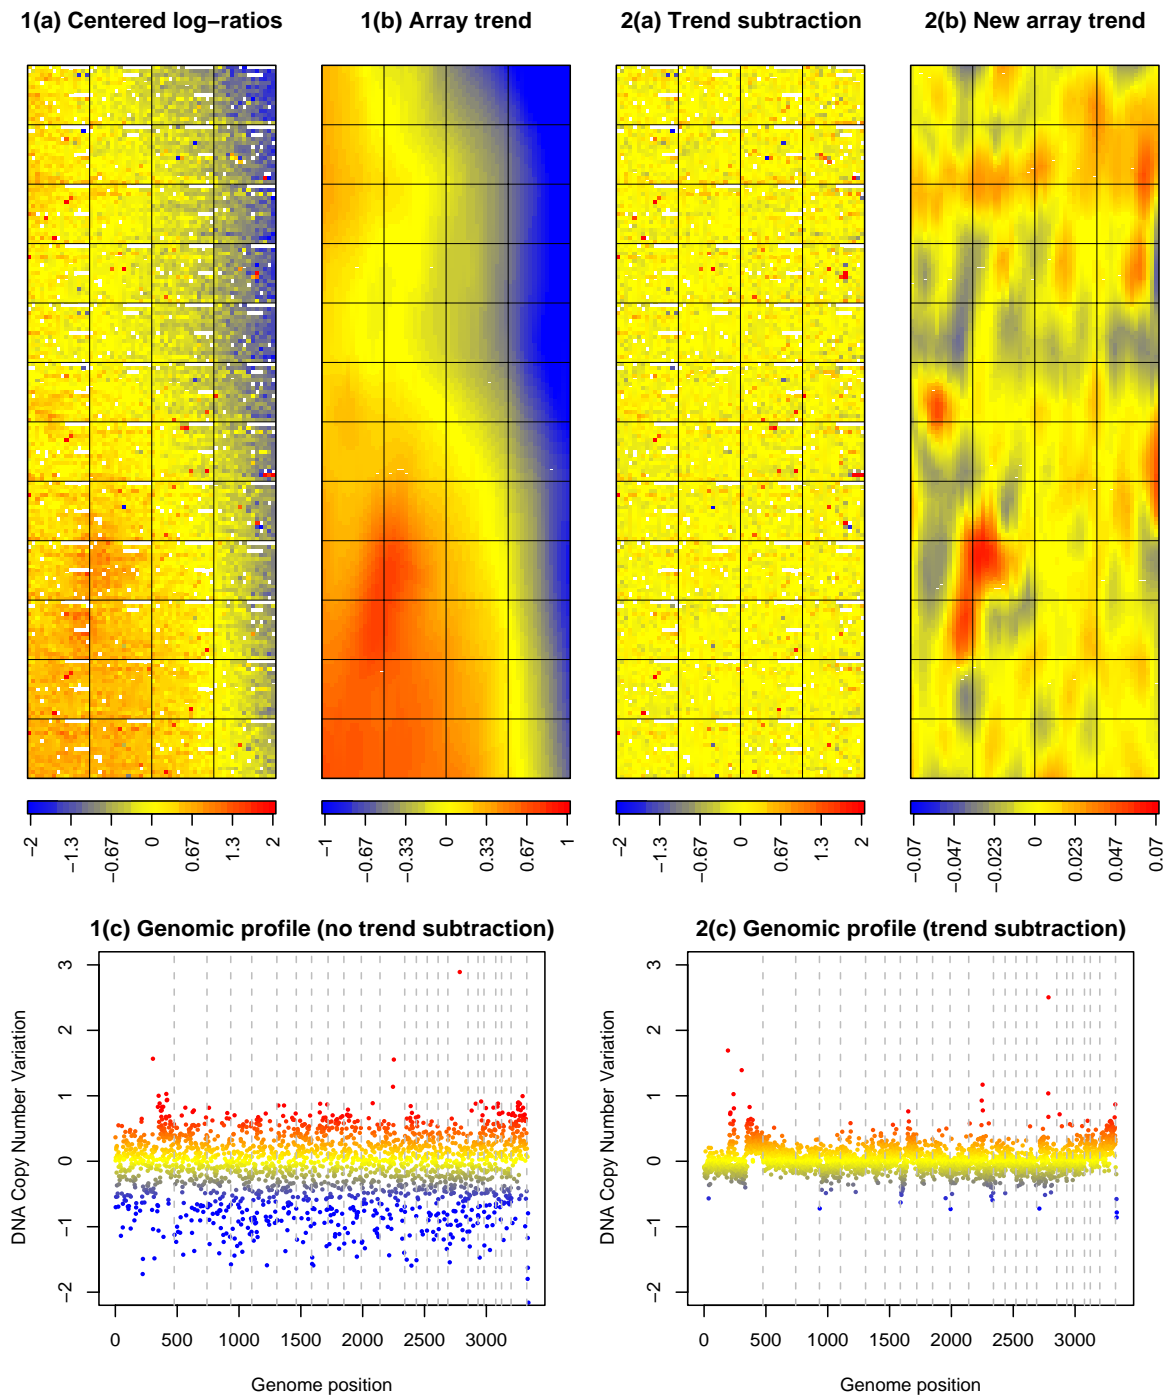 1(a) Centered log−ratios
1(b) Array trend
2(a) Trend subtraction
2(b) New array trend
−2 −1.3 −0.67 0 0.67 1.3 2
−1 −0.67 −0.33 0 0.33 0.67 1
−2 −1.3 −0.67 0 0.67 1.3 2
−0.07 −0.047 −0.023 0 0.023 0.047 0.07
1(c) Genomic profile (no trend subtraction)
DNA Copy Number Variation
3
2
1
0
−1
−2
0 500 1000 1500 2000 2500 3000
Genome position
2(c) Genomic profile (trend subtraction)
DNA Copy Number Variation
3
2
1
0
−1
−2
0 500 1000 1500 2000 2500 3000
Genome position